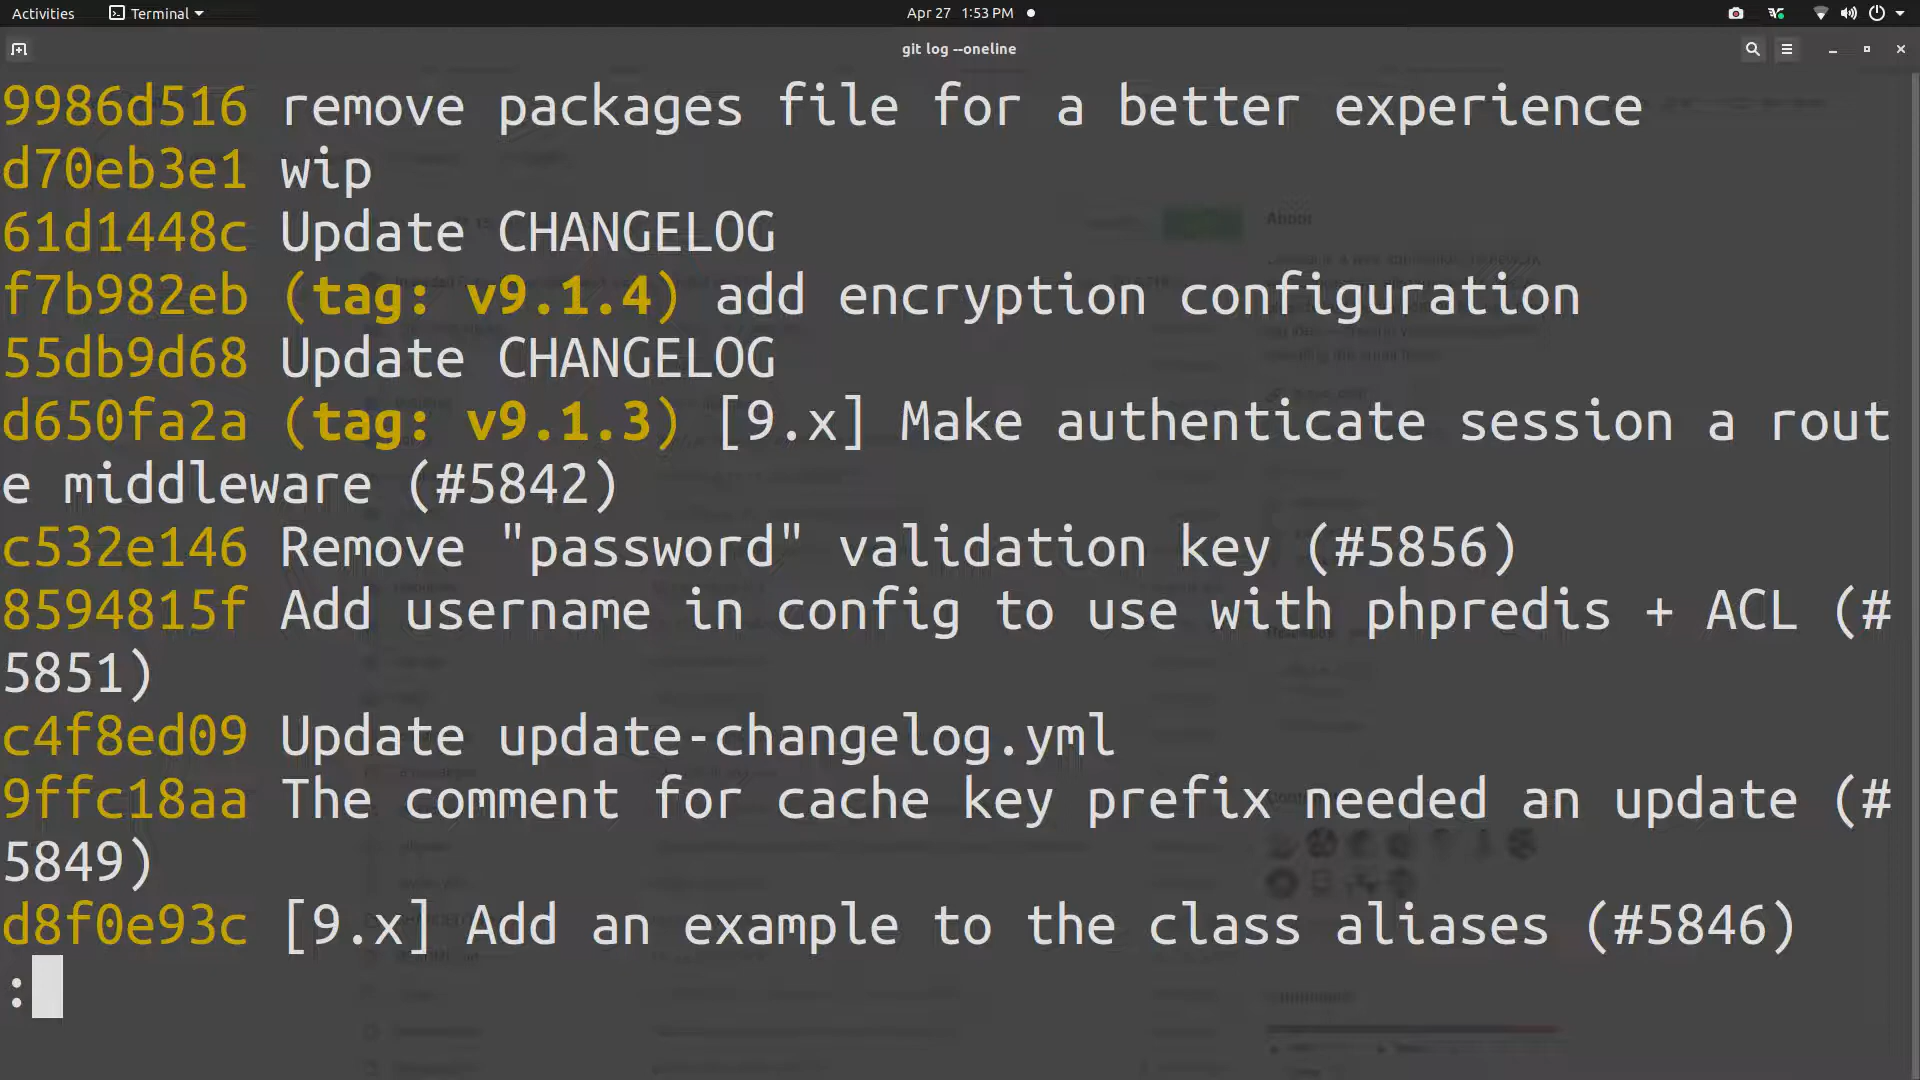 Activities Terminal Apr 27 1:53 PM
git log --oneline
9986d516 remove packages file for a better experience
d70eb3e1 wip
61d1448c Update CHANGELOG
f7b982eb (tag: v9.1.4) add encryption configuration
55db9d68 Update CHANGELOG
d650fa2a (tag: v9.1.3) [9.x] Make authenticate session a rout
e middleware (#5842)
c532e146 Remove "password" validation key (#5856)
8594815f Add username in config to use with phpredis + ACL (#
5851)
c4f8ed09 Update update-changelog.yml
9ffc18aa The comment for cache key prefix needed an update (#
5849)
d8f0e93c [9.x] Add an example to the class aliases (#5846)
: